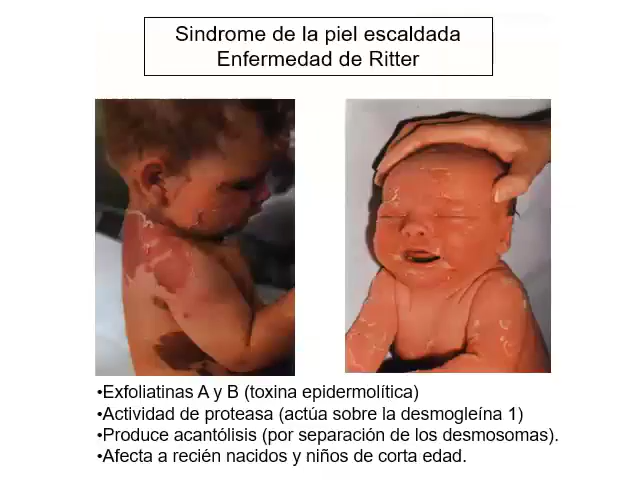 Sindrome de la piel escaldada
Enfermedad de Ritter
•Exfoliatinas A y B (toxina epidermolítica)
•Actividad de proteasa (actúa sobre la desmogleína 1)
•Produce acantólisis (por separación de los desmosomas).
•Afecta a recién nacidos y niños de corta edad.